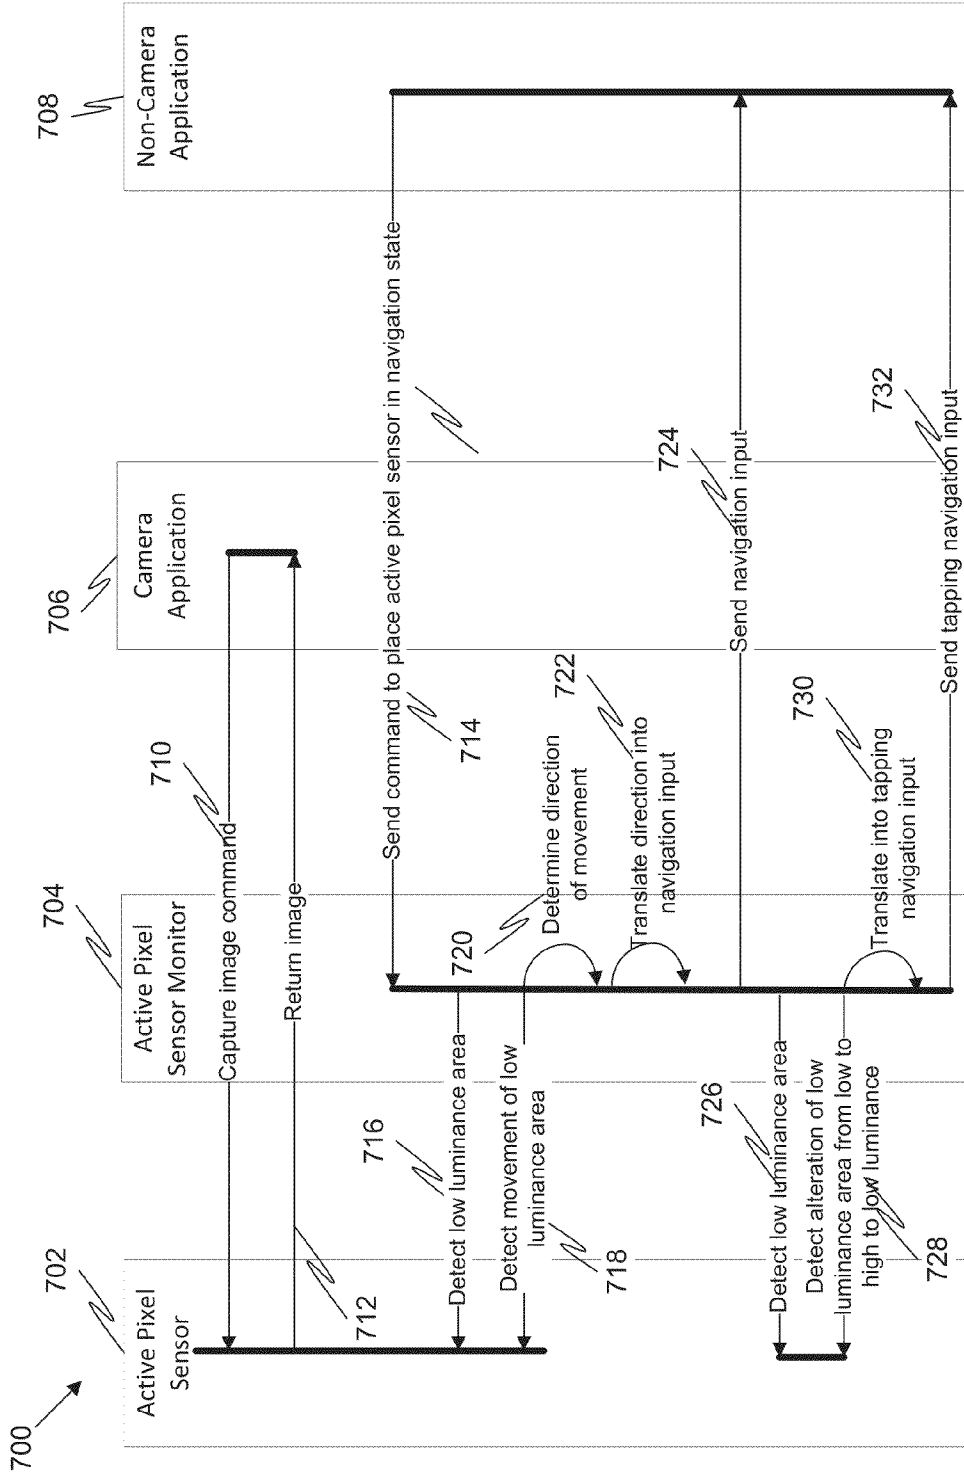 700
702
704
706
708
Active Pixel
Sensor
Active Pixel
Sensor Monitor
Camera
Application
Non-Camera
Application
710
Capture image command
Return image
712
Send command to place active pixel sensor in navigation state
714
716
Detect low luminance area
720
Determine direction
of movement
Detect movement of low
luminance area
718
722
Translate direction into
navigation input
724
Send navigation input
726
Detect low luminance area
Detect alteration of low
luminance area from low to
high to low luminance
728
730
Translate into tapping
navigation input
732
Send tapping navigation input